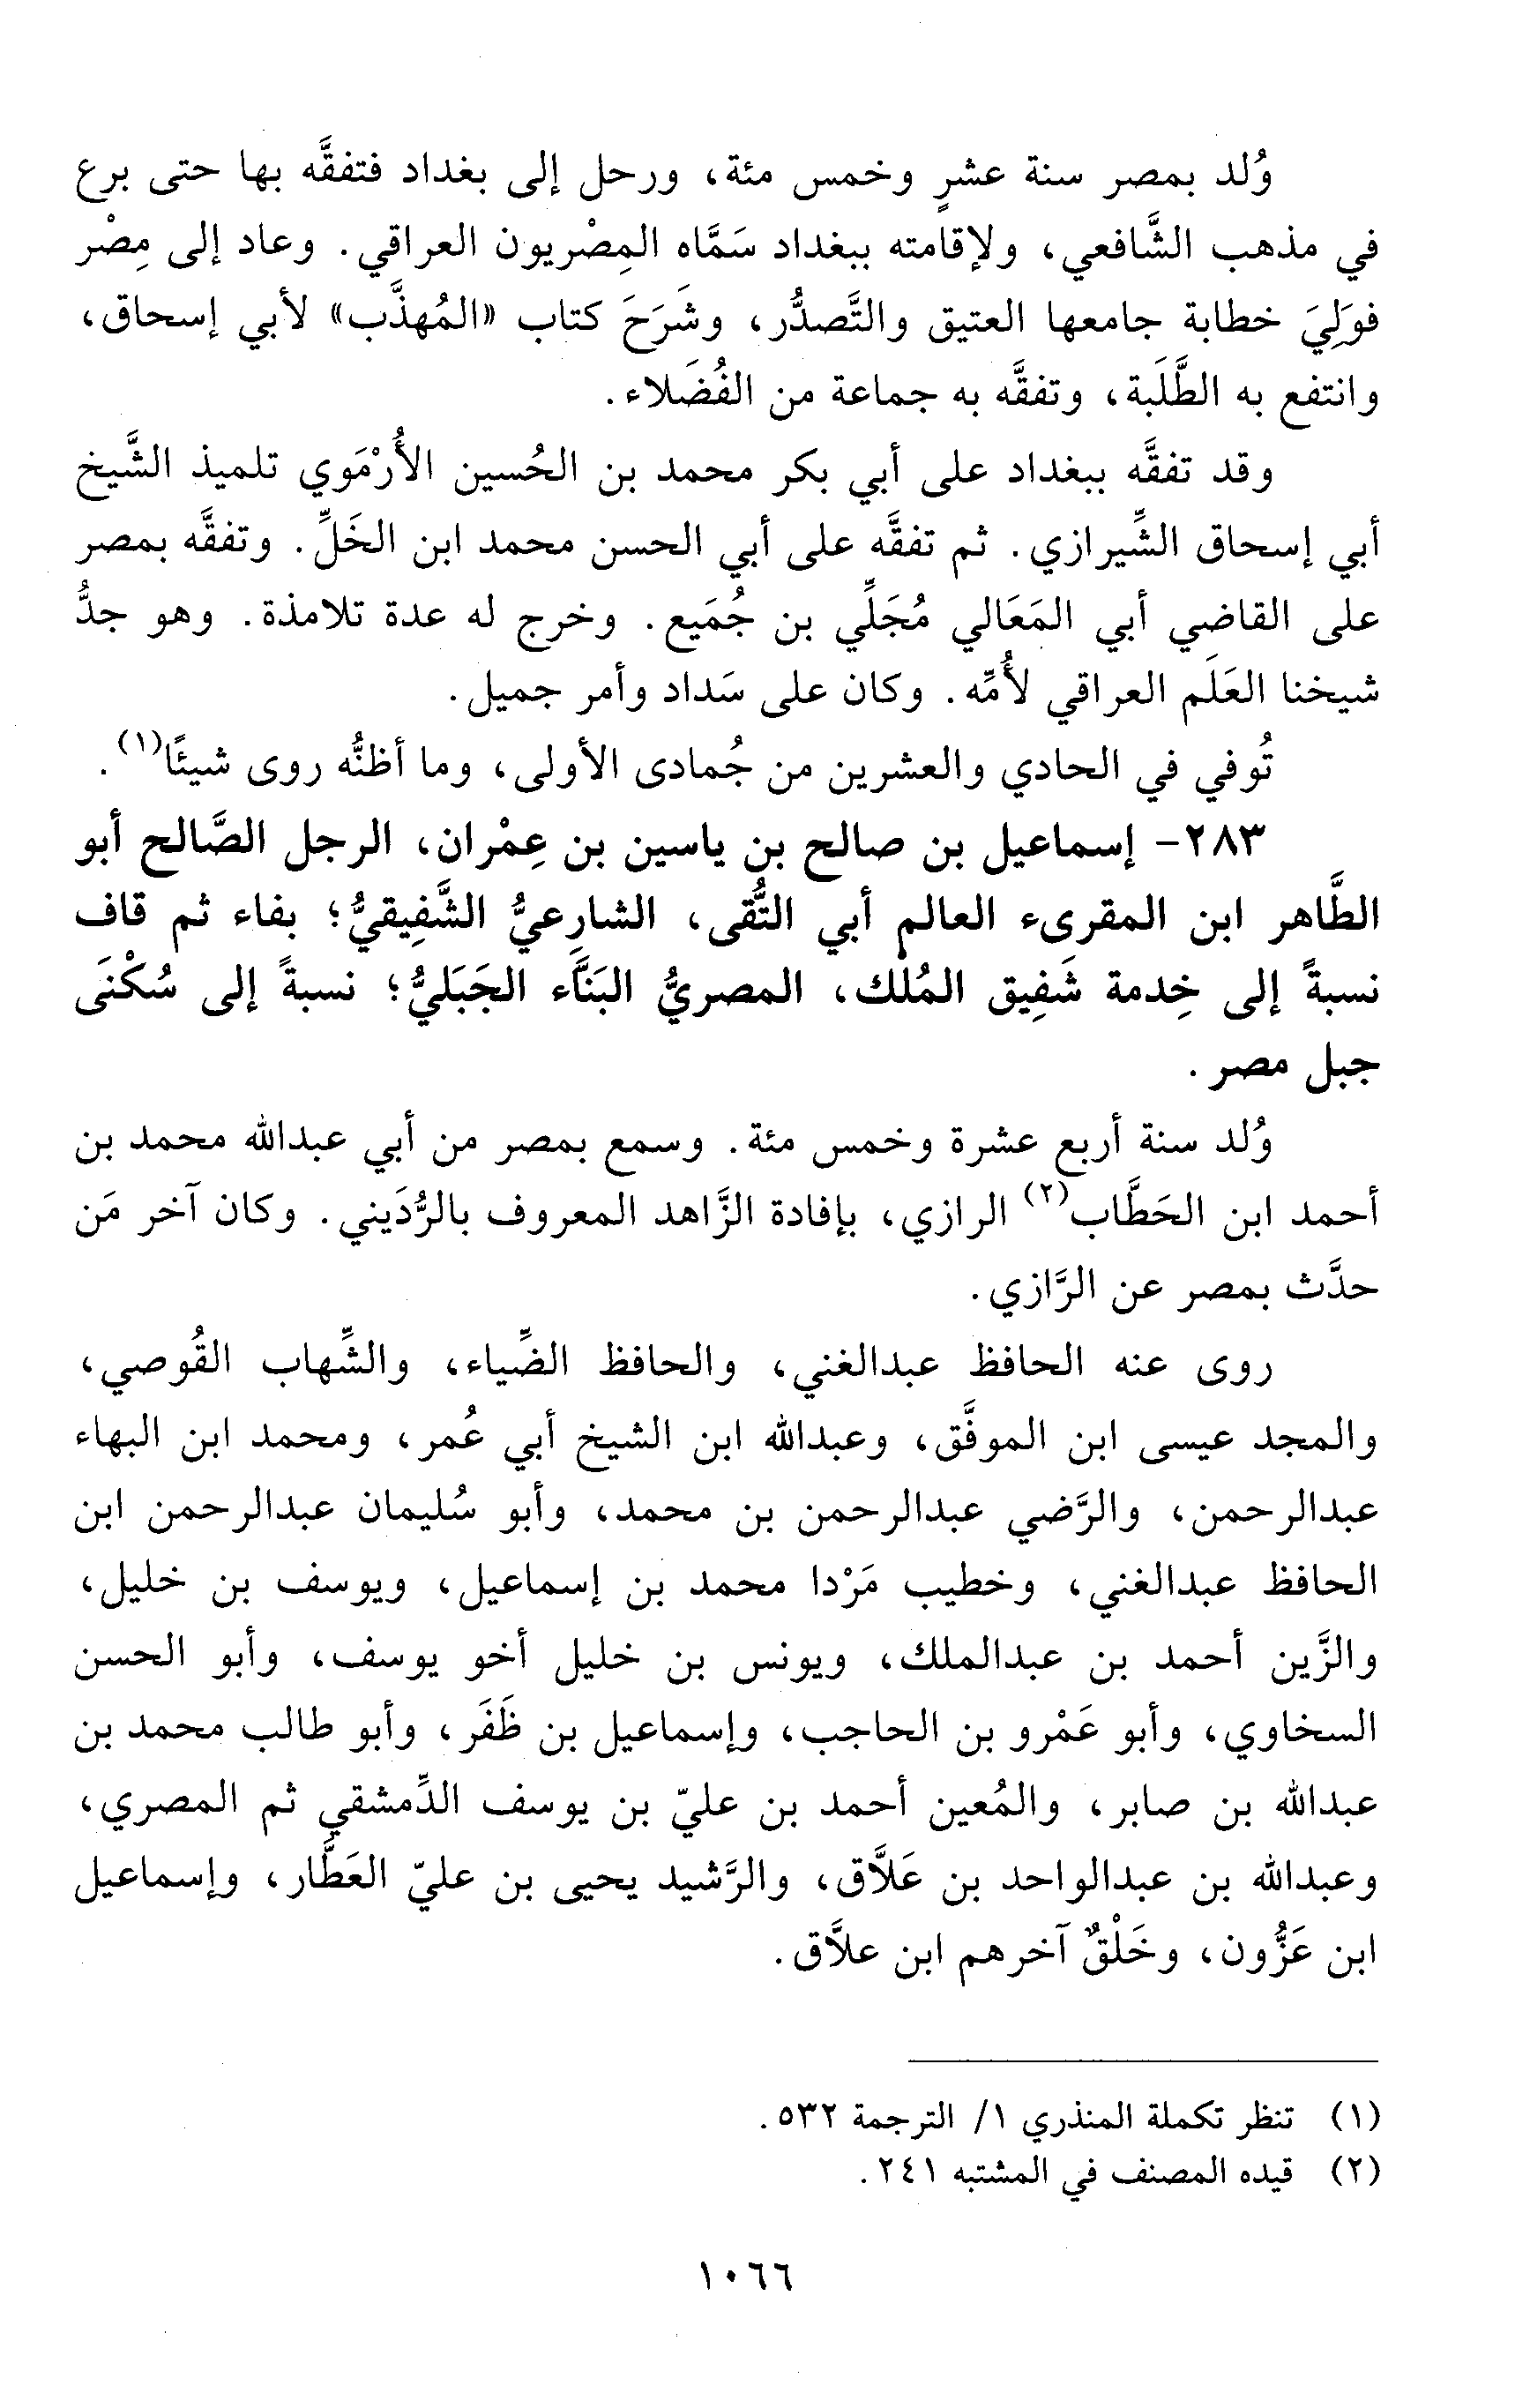 وُلد بمصر سنة عشرٍ وخمس مئة، ورحل إلى بغداد فتفقَّه بها حتى برع
في مذهب الشَّافعي، ولإقامته ببغداد سَمَّاه المِصْريون العراقي. وعاد إلى مِصْر
فوَلِيَ خطابة جامعها العتيق والتَّصدُّر، وشَرَحَ كتاب «المُهذَّب» لأبي إسحاق،
وانتفع به الطَّلَبة، وتفقَّه به جماعة من الفُضَلاء.
وقد تفقَّه ببغداد على أبي بكر محمد بن الحُسين الأُرْمَوي تلميذ الشَّيخ
أبي إسحاق الشِّيرازي. ثم تفقَّه على أبي الحسن محمد ابن الخَلِّ. وتفقَّه بمصر
على القاضي أبي المَعَالي مُجَلِّي بن جُمَيع. وخرج له عدة تلامذة. وهو جدُّ
شيخنا العَلَم العراقي لأُمِّه. وكان على سَداد وأمر جميل.
تُوفي في الحادي والعشرين من جُمادى الأولى، وما أظنُّه روى شيئًا(١).
٢٨٣- إسماعيل بن صالح بن ياسين بن عِمْران، الرجل الصَّالح أبو
الطَّاهر ابن المقرىء العالم أبي التُّقى، الشارِعيُّ الشَّفِيقيُّ؛ بفاء ثم قاف
نسبةً إلى خِدمة شَفِيق المُلْك، المصريُّ البَنَّاء الجَبَليُّ؛ نسبةً إلى سُكْنَى
جبل مصر.
وُلد سنة أربع عشرة وخمس مئة. وسمع بمصر من أبي عبدالله محمد بن
أحمد ابن الحَطَّاب(٢) الرازي، بإفادة الزَّاهد المعروف بالرُّدَيني. وكان آخر مَن
حدَّث بمصر عن الرَّازي.
روى عنه الحافظ عبدالغني، والحافظ الضِّياء، والشِّهاب القُوصي،
والمجد عيسى ابن الموفَّق، وعبدالله ابن الشيخ أبي عُمر، ومحمد ابن البهاء
عبدالرحمن، والرَّضي عبدالرحمن بن محمد، وأبو سُليمان عبدالرحمن ابن
الحافظ عبدالغني، وخطيب مَرْدا محمد بن إسماعيل، ويوسف بن خليل،
والزَّين أحمد بن عبدالملك، ويونس بن خليل أخو يوسف، وأبو الحسن
السخاوي، وأبو عَمْرو بن الحاجب، وإسماعيل بن ظَفَر، وأبو طالب محمد بن
عبدالله بن صابر، والمُعين أحمد بن عليّ بن يوسف الدِّمشقي ثم المصري،
وعبدالله بن عبدالواحد بن عَلاَّق، والرَّشيد يحيى بن عليّ العَطَّار، وإسماعيل
ابن عَزُّون، وخَلْقٌ آخرهم ابن علاَّق.
(١) تنظر تكملة المنذري ١/ الترجمة ٥٣٢.
(٢) قيده المصنف في المشتبه ٢٤١.
١٠٦٦